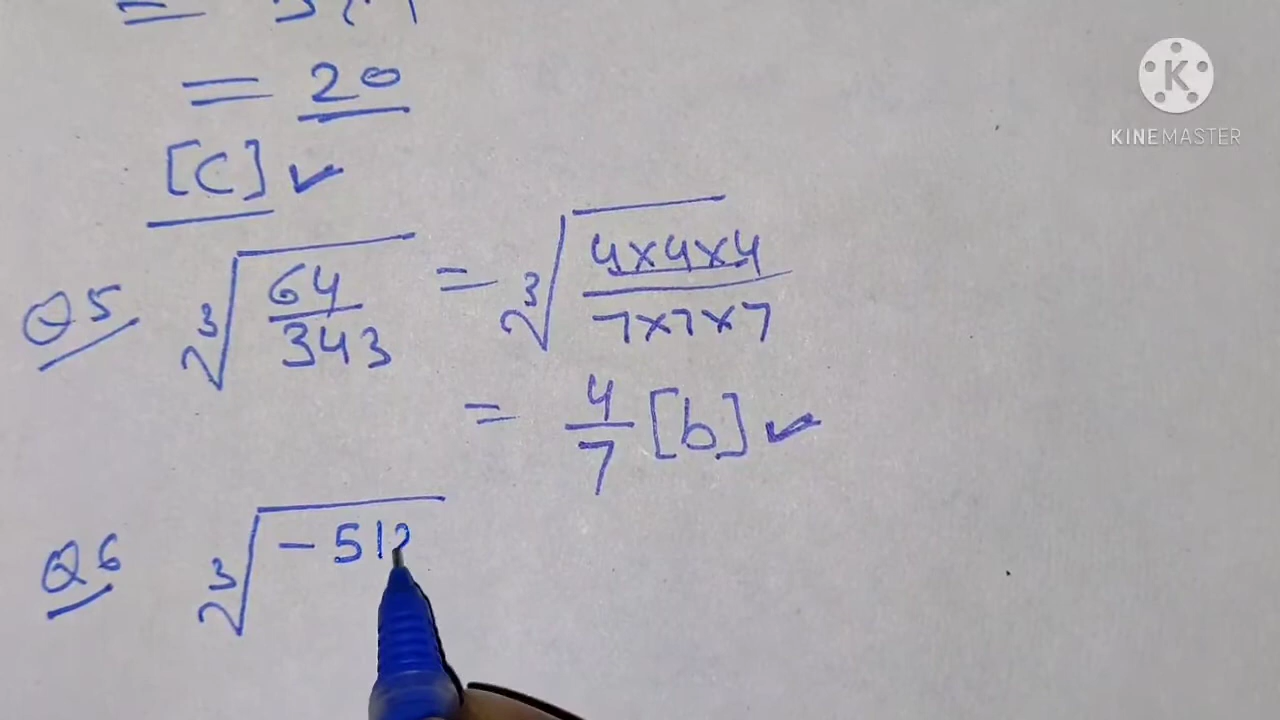 K
KINEMASTER
= 20
[C] ✓
Q5 ∛(64/343) = ∛(4×4×4/7×7×7)
= 4/7 [b] ✓
Q6 ∛(-512